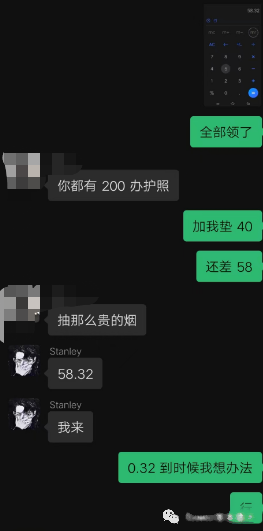 全部领了
你都有 200 办护照
加我垫 40
还差 58
抽那么贵的烟
Stanley
58.32
Stanley
我来
0.32 到时候我想办法
行